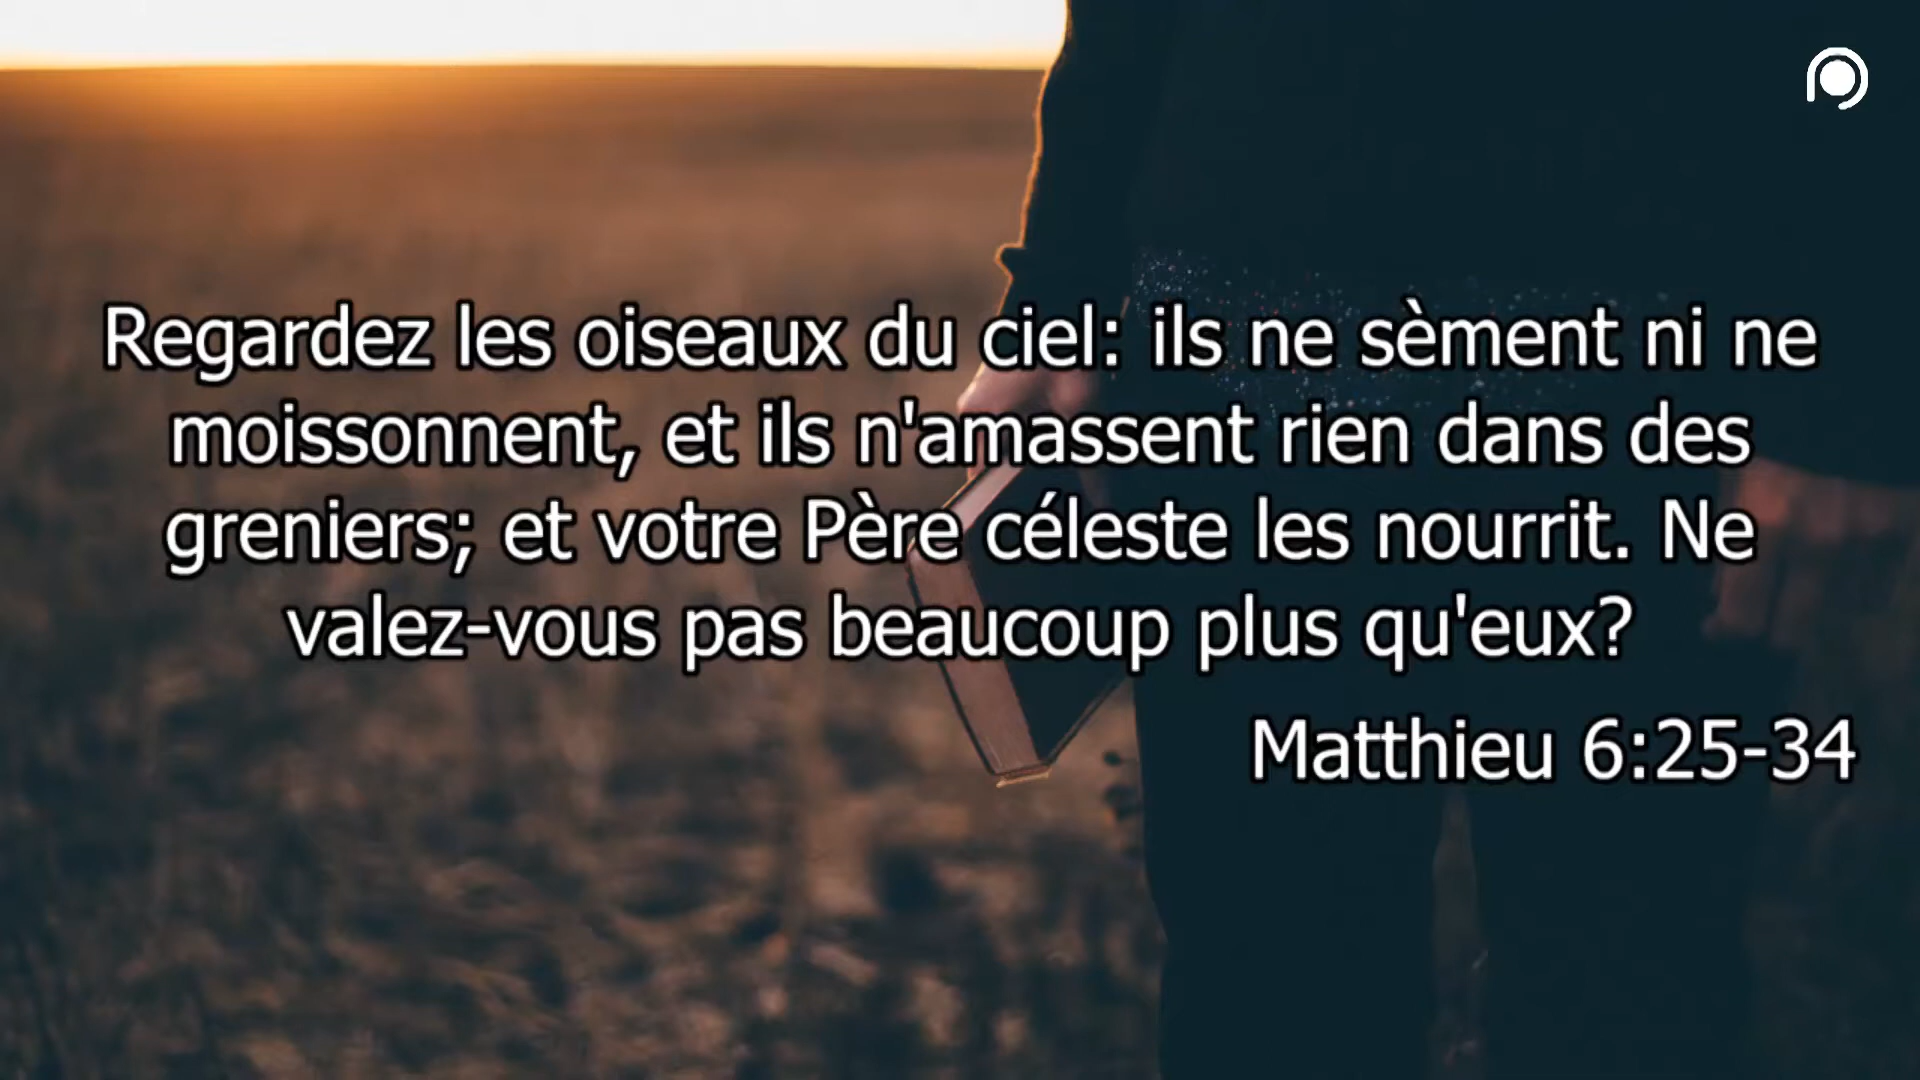 Regardez les oiseaux du ciel: ils ne sèment ni ne
moissonnent, et ils n'amassent rien dans des
greniers; et votre Père céleste les nourrit. Ne
valez-vous pas beaucoup plus qu'eux?
Matthieu 6:25-34